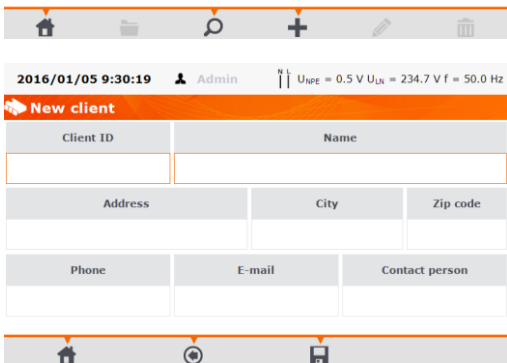 2016/01/05 9:30:19 Admin N L UNPE = 0.5 V ULN = 234.7 V f = 50.0 Hz
New client
Client ID Name
Address City Zip code
Phone E-mail Contact person